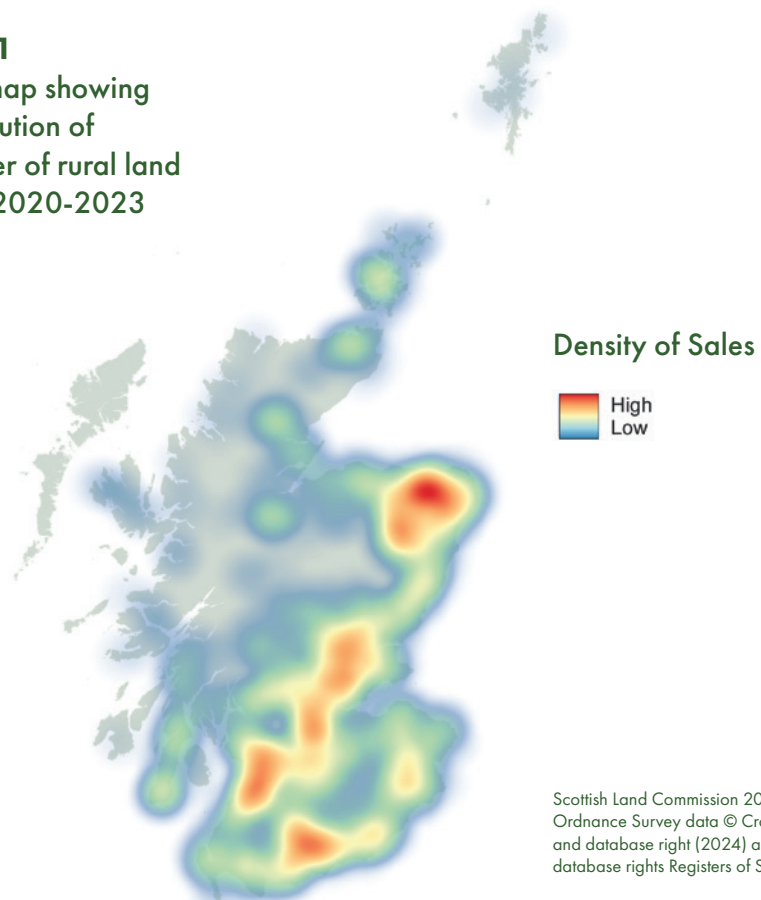 1
ap showing
ution of
er of rural land
2020-2023
Density of Sales
High
Low
Scottish Land Commission 20
Ordnance Survey data © Cro
and database right (2024) a
database rights Registers of S